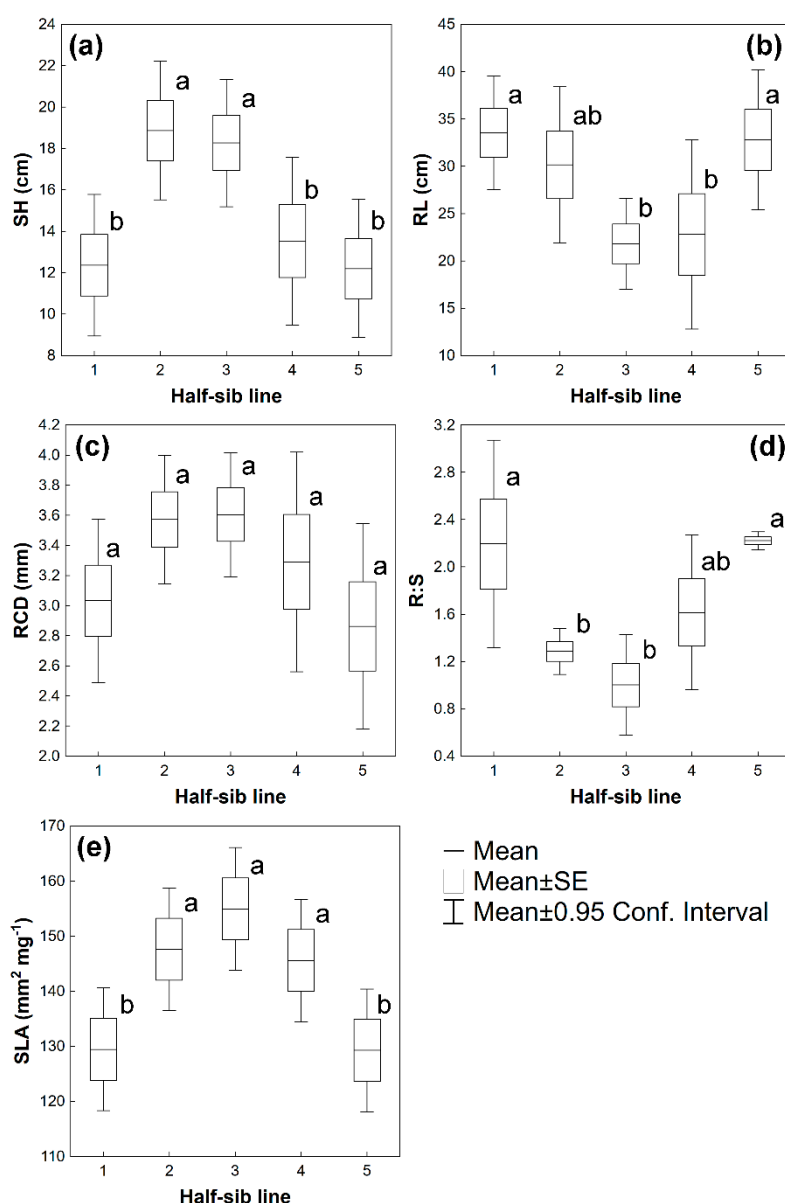 (a)
SH (cm)
24
22
20
18
16
14
12
10
8
b
a
a
b
b
1 2 3 4 5
Half-sib line
(b)
RL (cm)
45
40
35
30
25
20
15
10
a
ab
b
b
a
1 2 3 4 5
Half-sib line
(c)
RCD (mm)
4.2
4.0
3.8
3.6
3.4
3.2
3.0
2.8
2.6
2.4
2.2
2.0
a
a
a
a
a
1 2 3 4 5
Half-sib line
(d)
R:S
3.2
2.8
2.4
2.0
1.6
1.2
0.8
0.4
a
b
b
ab
a
1 2 3 4 5
Half-sib line
(e)
SLA (mm² mg⁻¹)
170
160
150
140
130
120
110
b
a
a
a
b
1 2 3 4 5
Half-sib line
Mean
Mean±SE
Mean±0.95 Conf. Interval